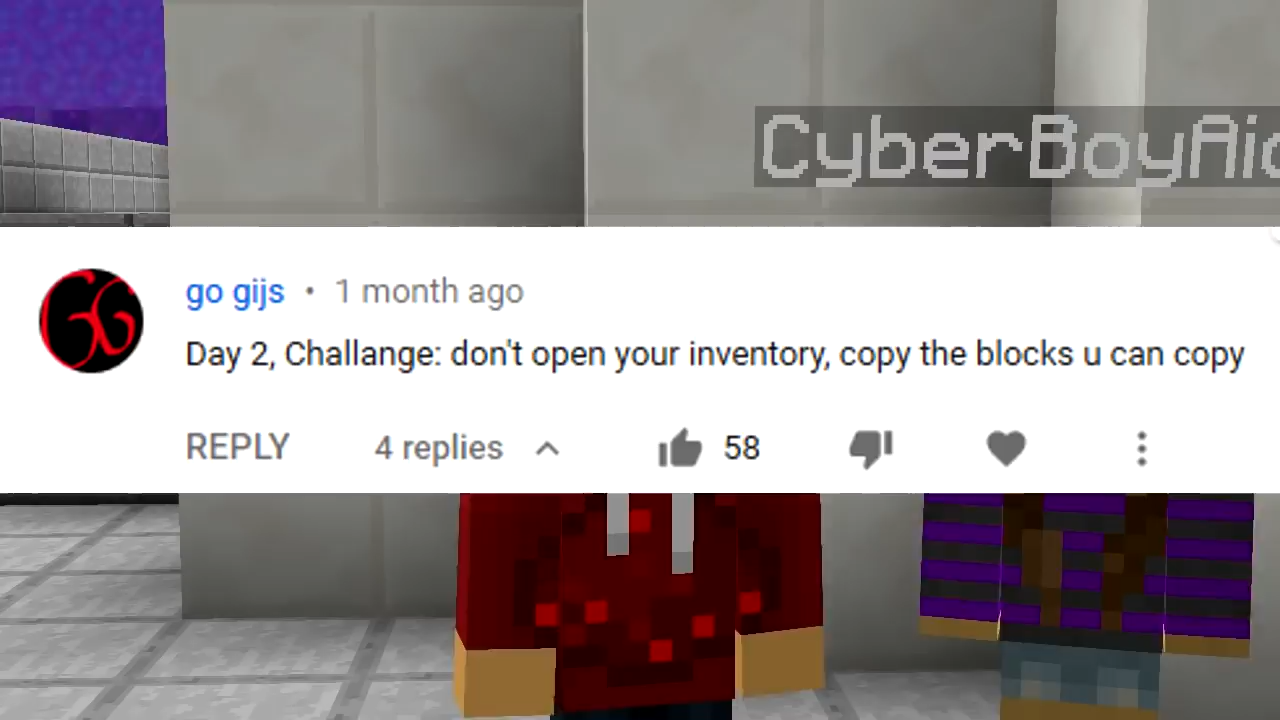 CyberBoyAi
go gijs • 1 month ago
Day 2, Challange: don't open your inventory, copy the blocks u can copy
REPLY 4 replies 58